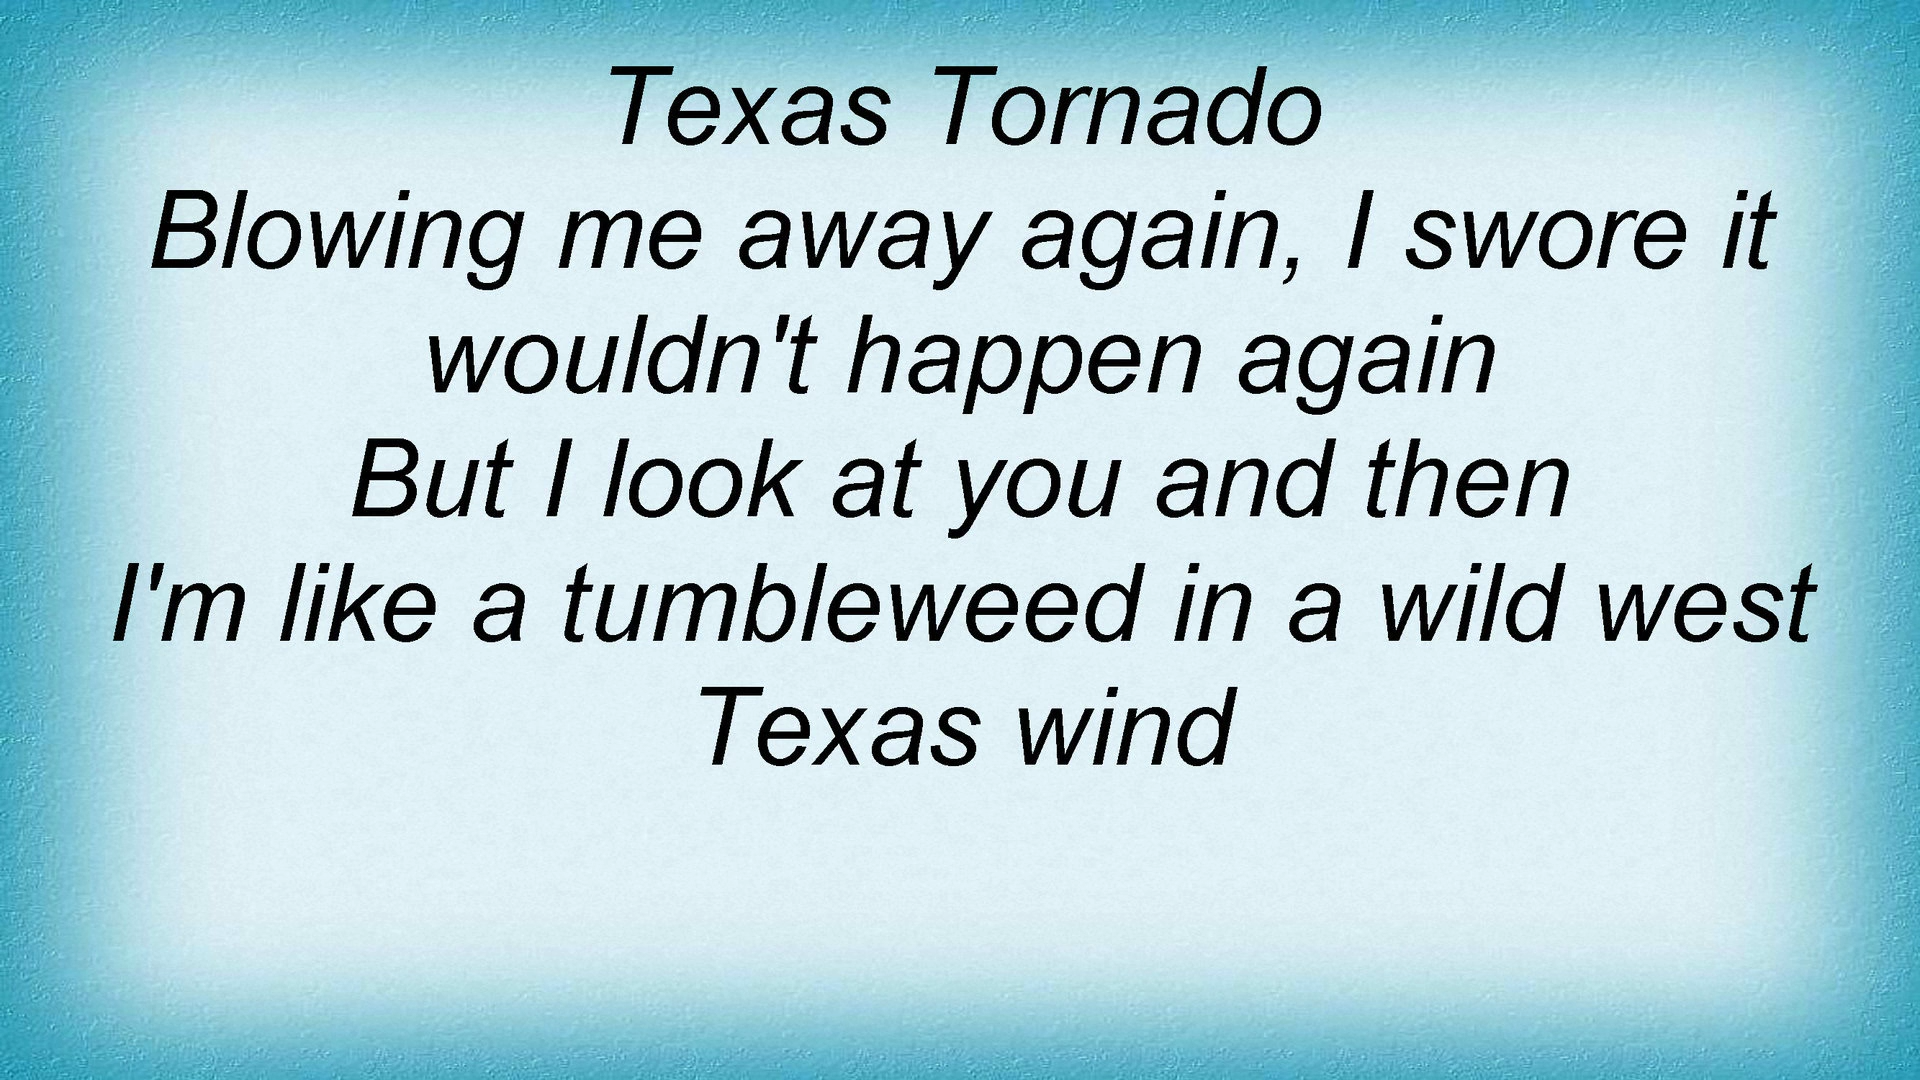 Texas Tornado
Blowing me away again, I swore it
wouldn't happen again
But I look at you and then
I'm like a tumbleweed in a wild west
Texas wind